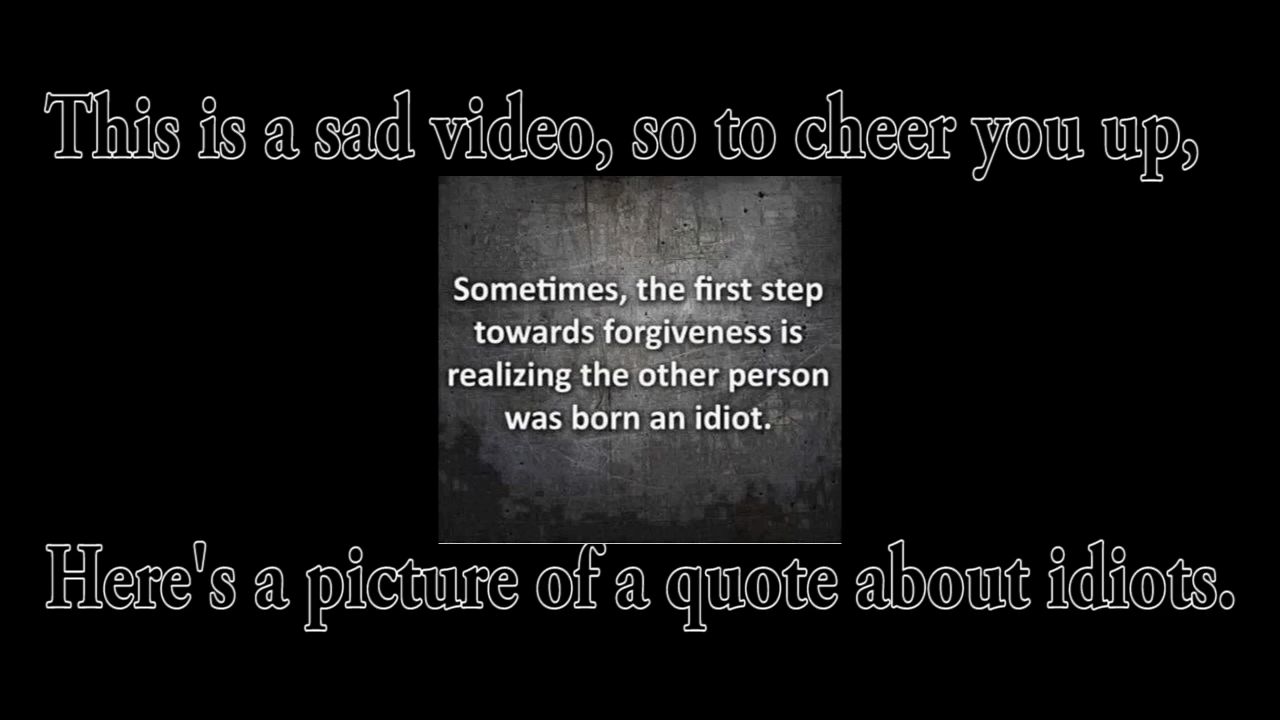 This is a sad video, so to cheer you up,
Sometimes, the first step
towards forgiveness is
realizing the other person
was born an idiot.
Here's a picture of a quote about idiots.